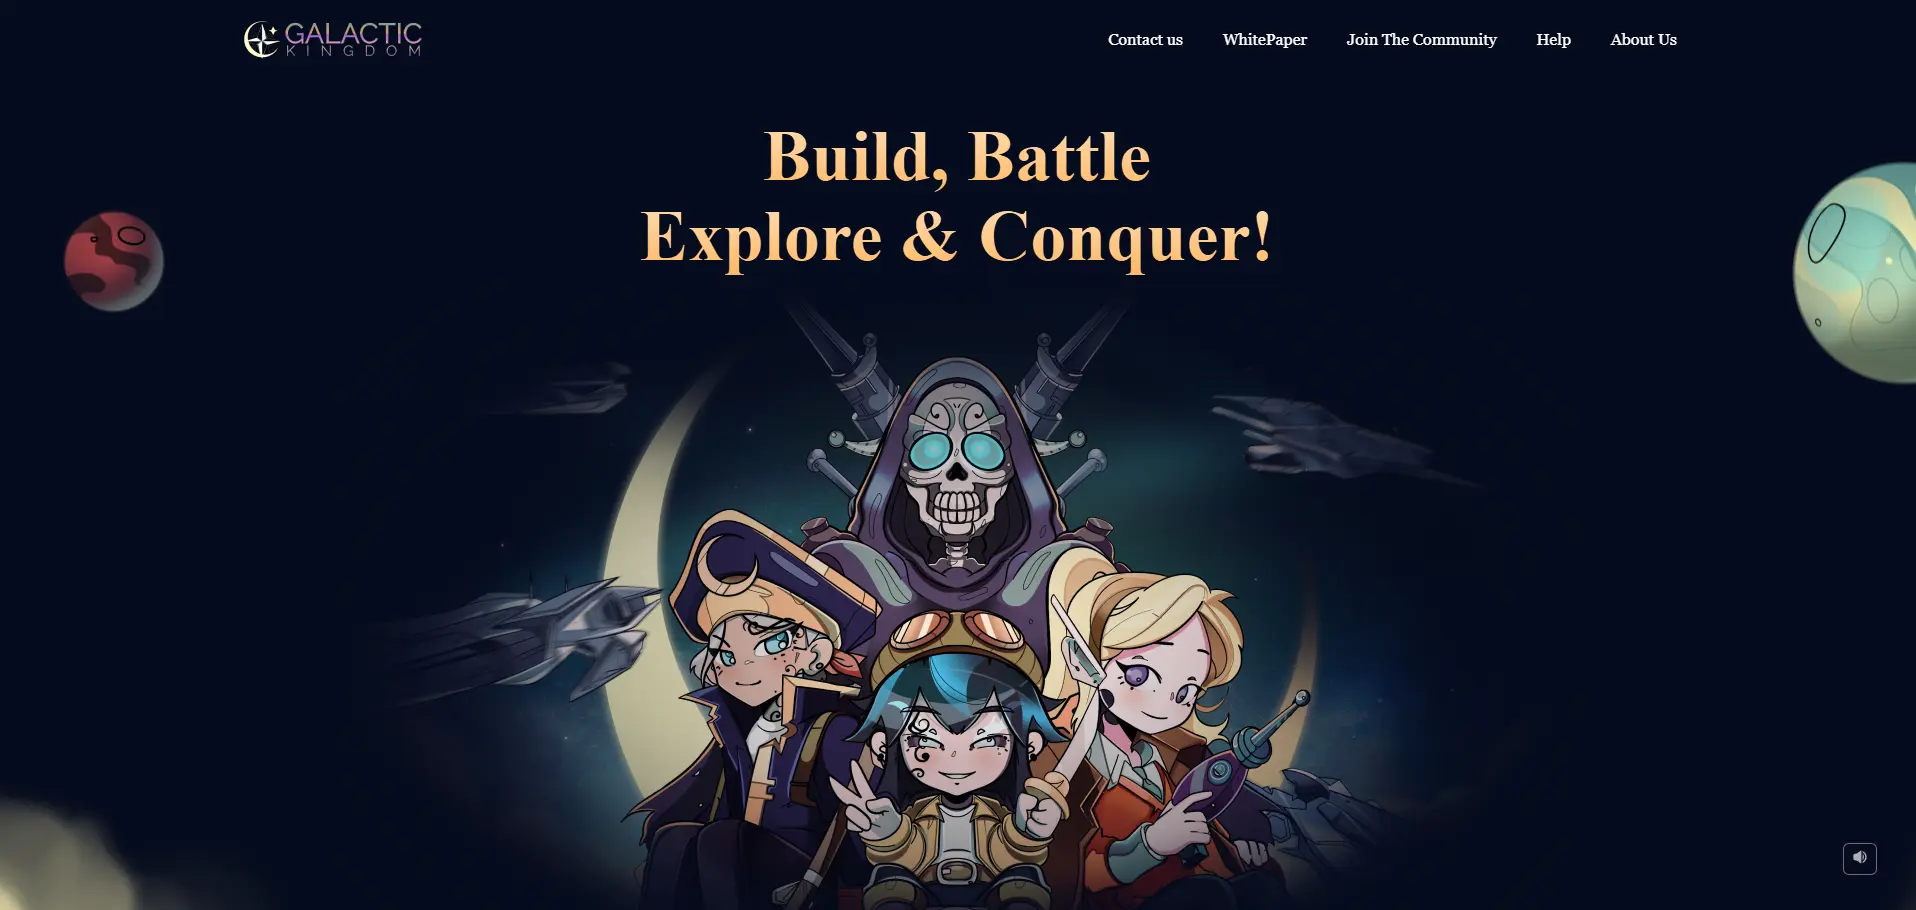 GALACTIC
KINGDOM
Contact us WhitePaper Join The Community Help About Us
Build, Battle
Explore & Conquer!